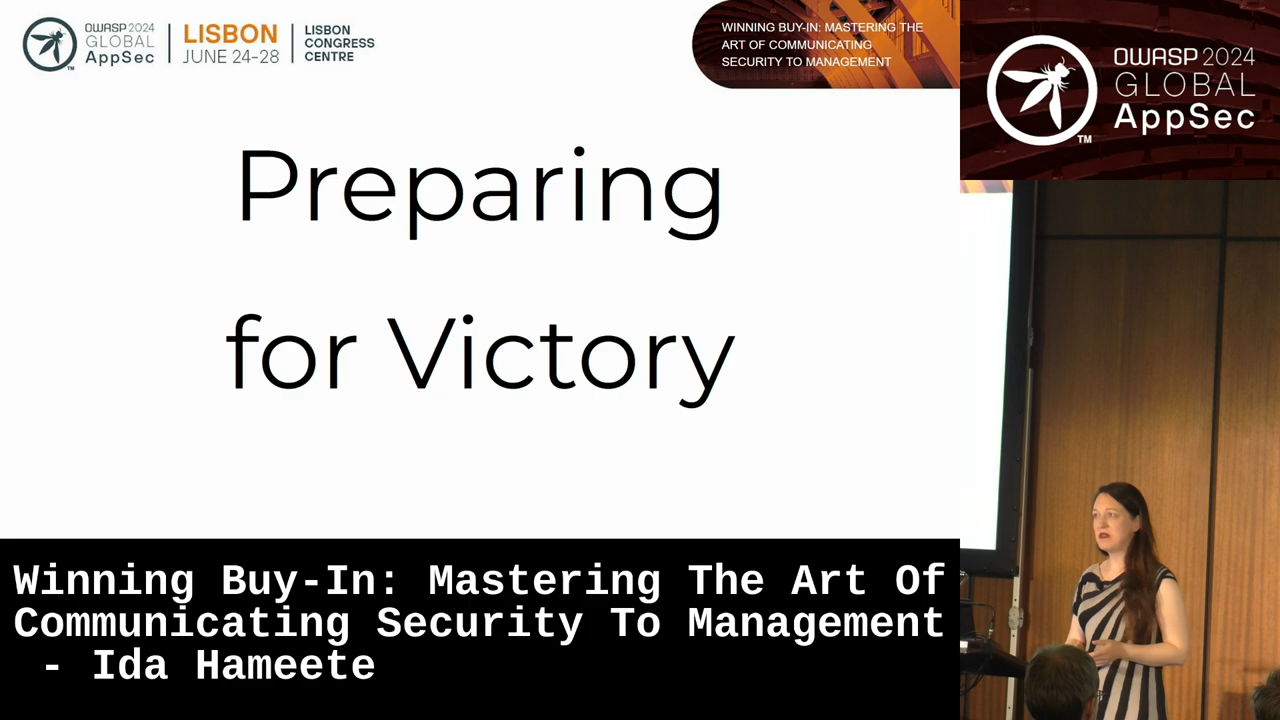 OWASP 2024
GLOBAL
AppSec
LISBON
JUNE 24-28
LISBON
CONGRESS
CENTRE
WINNING BUY-IN: MASTERING THE
ART OF COMMUNICATING
SECURITY TO MANAGEMENT
OWASP 2024
GLOBAL
AppSec
TM
Preparing
for Victory
Winning Buy-In: Mastering The Art Of
Communicating Security To Management
- Ida Hameete